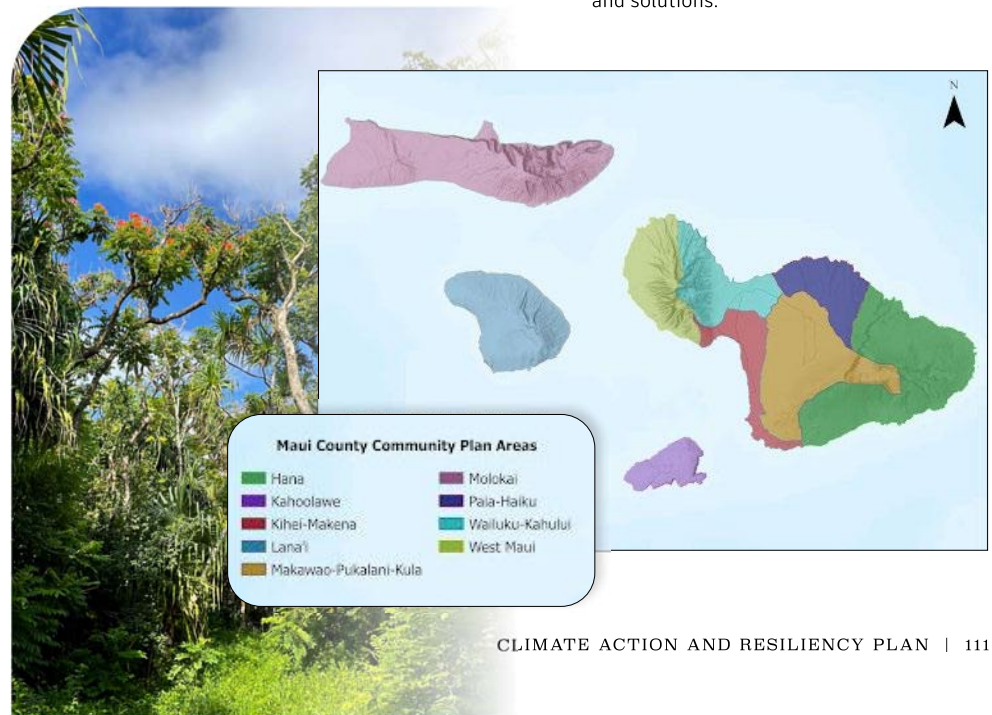 and solutions.
N
Maui County Community Plan Areas
Hana
Kahoolawe
Kihei-Makena
Lana'i
Makawao-Pukalani-Kula
Molokai
Paia-Haiku
Wailuku-Kahului
West Maui
CLIMATE ACTION AND RESILIENCY PLAN | 111